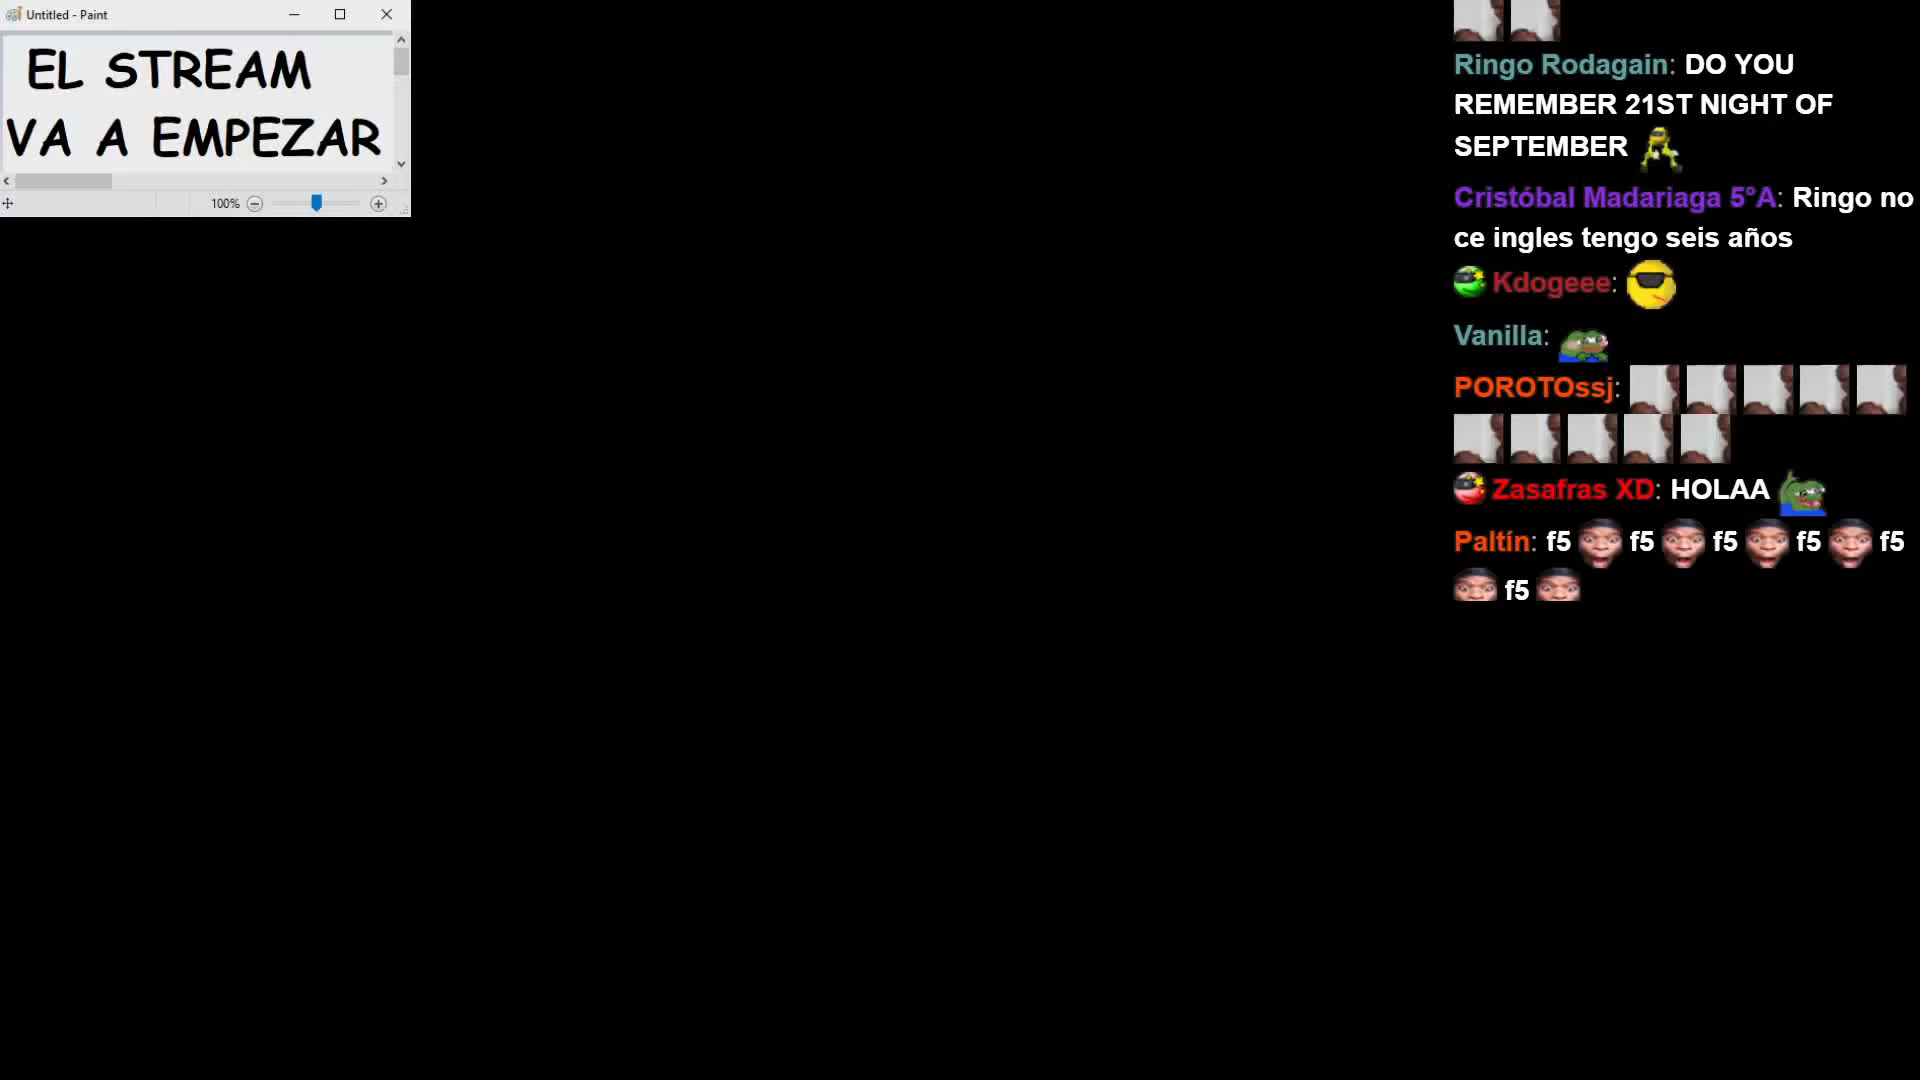 Untitled - Paint
EL STREAM
VA A EMPEZAR
100%
Ringo Rodagain: DO YOU
REMEMBER 21ST NIGHT OF
SEPTEMBER
Cristóbal Madariaga 5°A: Ringo no
ce ingles tengo seis años
Kdogeee:
Vanilla:
POROTOssj:
Zasafras XD: HOLAA
Paltín: f5 f5 f5 f5 f5
f5